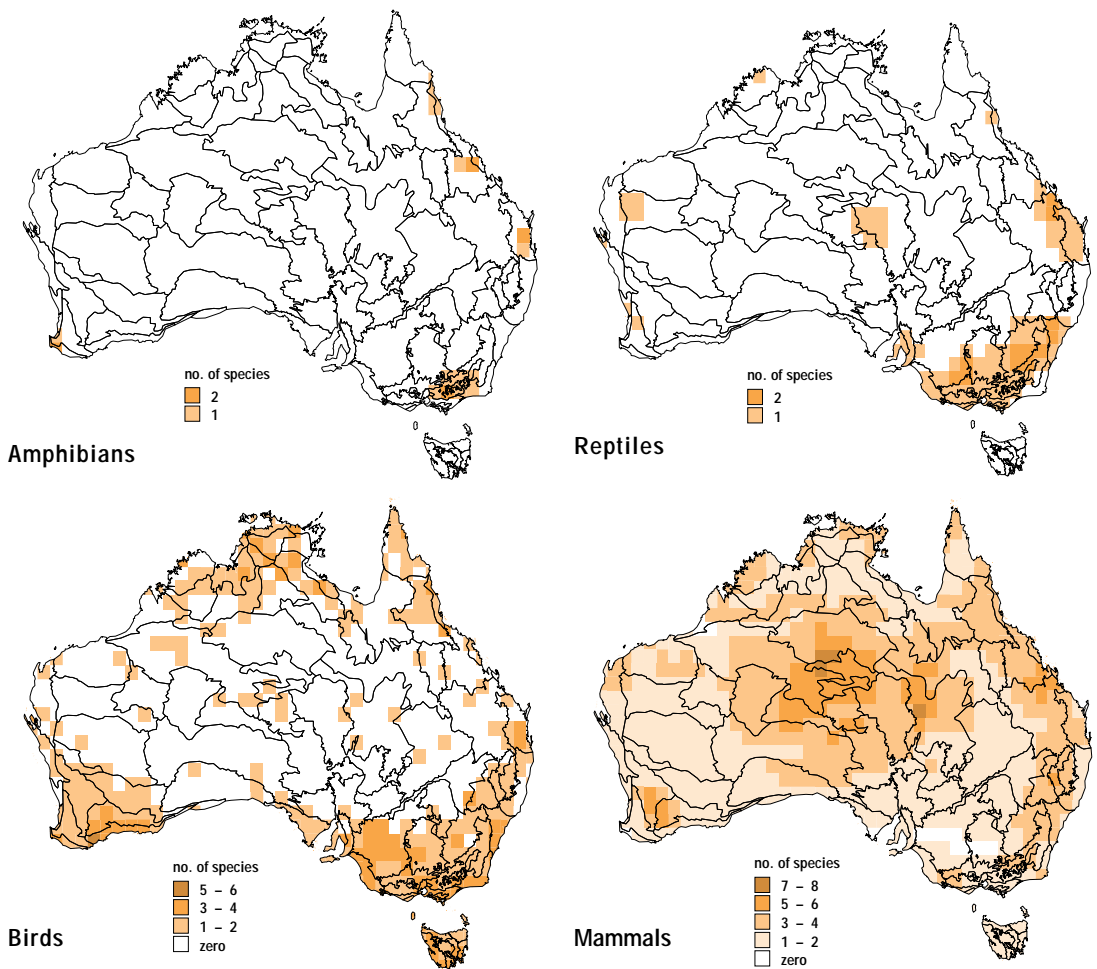 no. of species
2
1
Amphibians
no. of species
2
1
Reptiles
no. of species
5 – 6
3 – 4
1 – 2
zero
Birds
no. of species
7 – 8
5 – 6
3 – 4
1 – 2
zero
Mammals